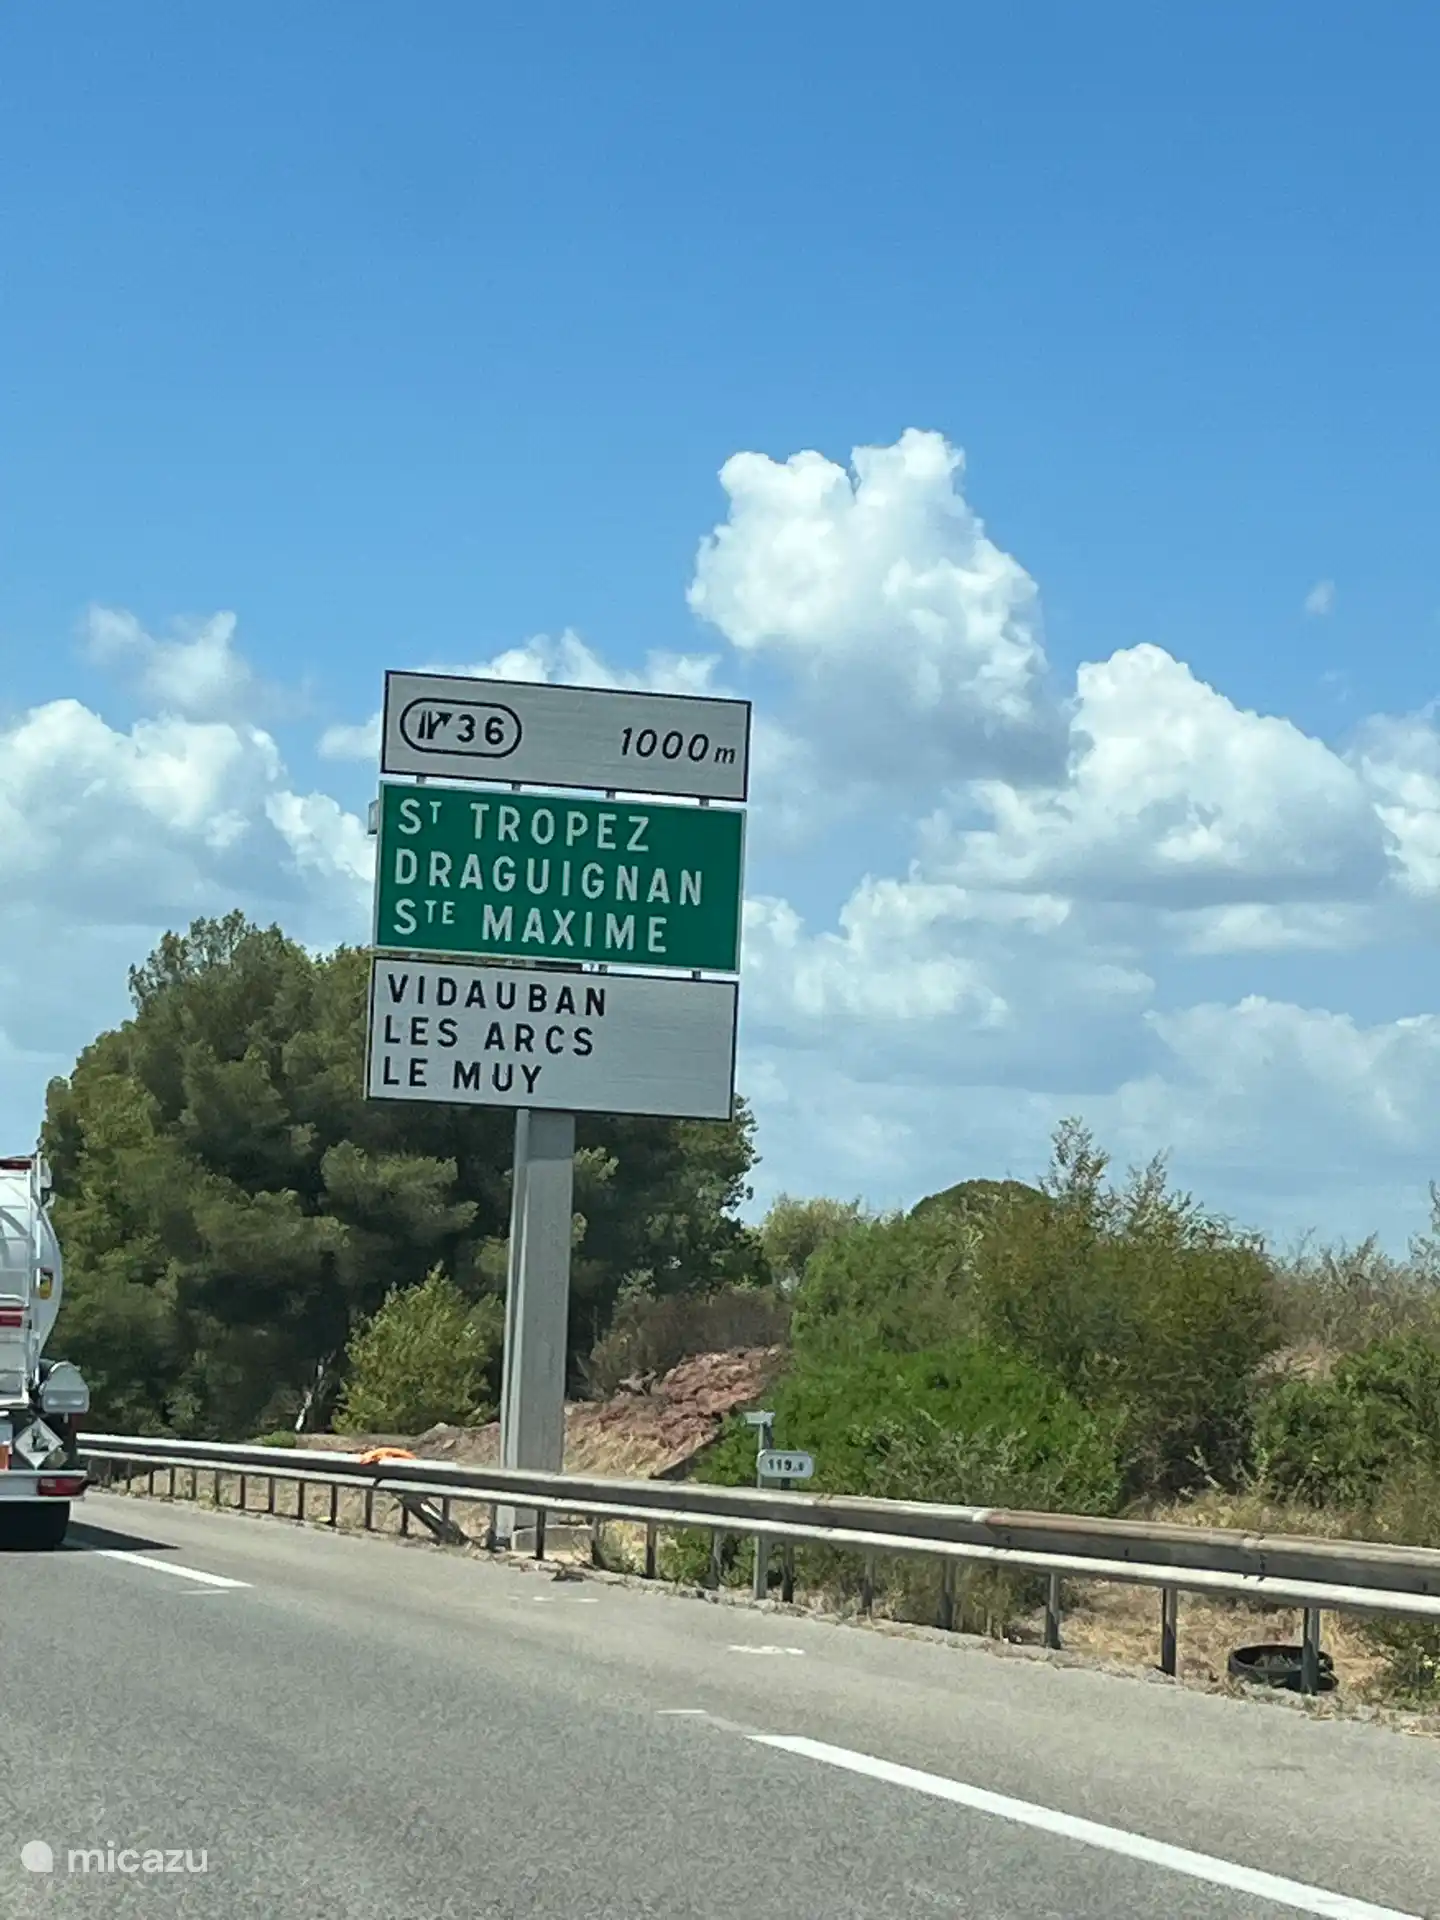 36 1000m
ST TROPEZ
DRAGUIGNAN
STE MAXIME
VIDAUBAN
LES ARCS
LE MUY
micazu